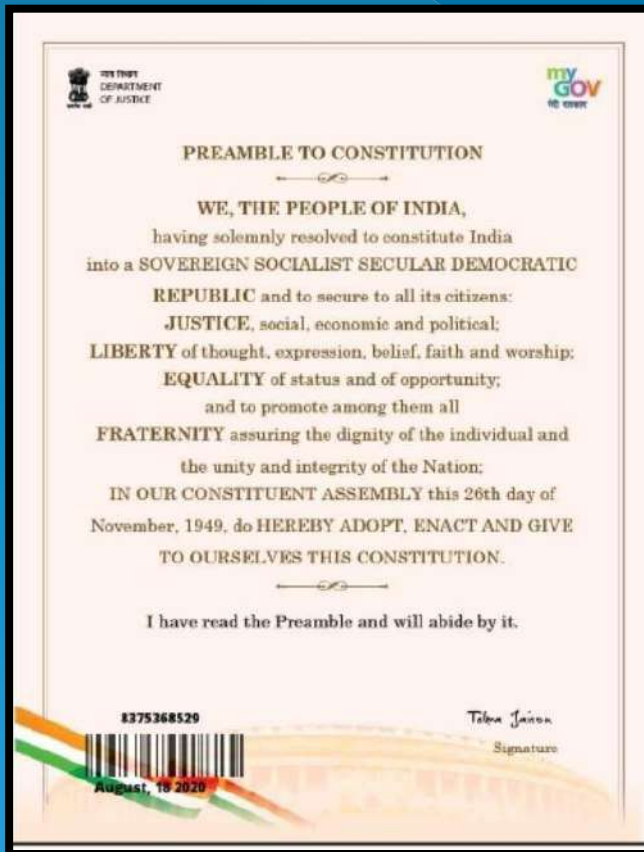 न्याय विभाग
DEPARTMENT
OF JUSTICE
my
GOV
मेरी सरकार
PREAMBLE TO CONSTITUTION
WE, THE PEOPLE OF INDIA,
having solemnly resolved to constitute India
into a SOVEREIGN SOCIALIST SECULAR DEMOCRATIC
REPUBLIC and to secure to all its citizens:
JUSTICE, social, economic and political;
LIBERTY of thought, expression, belief, faith and worship;
EQUALITY of status and of opportunity;
and to promote among them all
FRATERNITY assuring the dignity of the individual and
the unity and integrity of the Nation;
IN OUR CONSTITUENT ASSEMBLY this 26th day of
November, 1949, do HEREBY ADOPT, ENACT AND GIVE
TO OURSELVES THIS CONSTITUTION.
I have read the Preamble and will abide by it.
8375368529
August, 18 2020
Signature